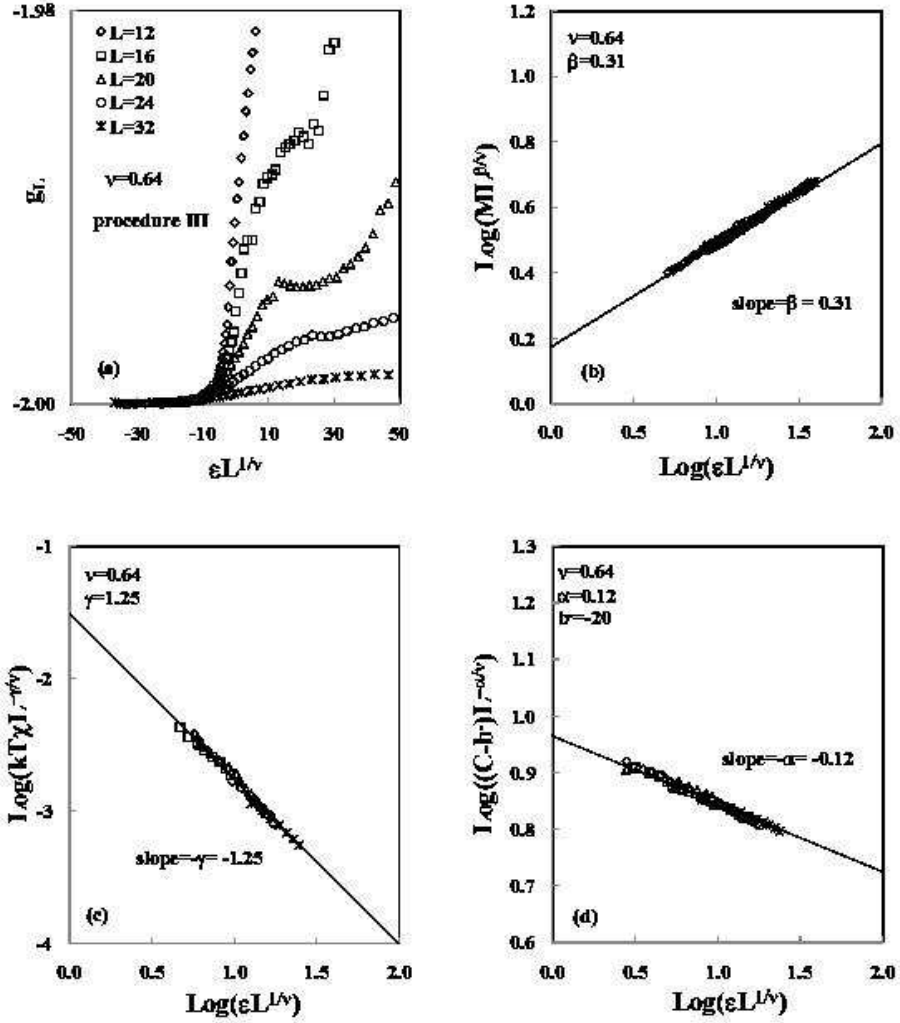 -1.98
L=12
L=16
L=20
L=24
L=32
ν=0.64
procedure III
gL
(a)
-2.00
-50 -30 -10 10 30 50
εL^1/ν
1.2
1.0
0.8
0.6
0.4
0.2
0.0
ν=0.64
β=0.31
Log(ML^β/ν)
slope=β = 0.31
(b)
0.0 0.5 1.0 1.5 2.0
Log(εL^1/ν)
-1
-2
-3
-4
ν=0.64
γ=1.25
Log(kTχL^-γ/ν)
slope=-γ= -1.25
(c)
0.0 0.5 1.0 1.5 2.0
Log(εL^1/ν)
1.3
1.2
1.1
1.0
0.9
0.8
0.7
0.6
ν=0.64
α=0.12
slope=-α= -0.12
(d)
0.0 0.5 1.0 1.5 2.0
Log(εL^1/ν)